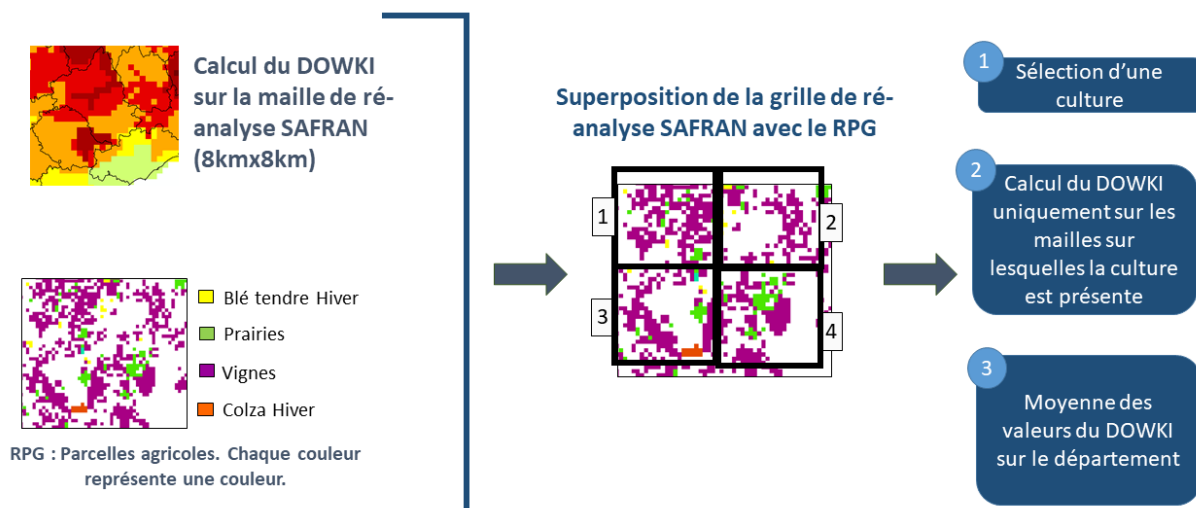 Calcul du DOWKI
sur la maille de ré-
analyse SAFRAN
(8kmx8km)
Blé tendre Hiver
Prairies
Vignes
Colza Hiver
RPG : Parcelles agricoles. Chaque couleur
représente une couleur.
Superposition de la grille de ré-
analyse SAFRAN avec le RPG
1
2
3
4
1
Sélection d’une
culture
2
Calcul du DOWKI
uniquement sur les
mailles sur
lesquelles la culture
est présente
3
Moyenne des
valeurs du DOWKI
sur le département